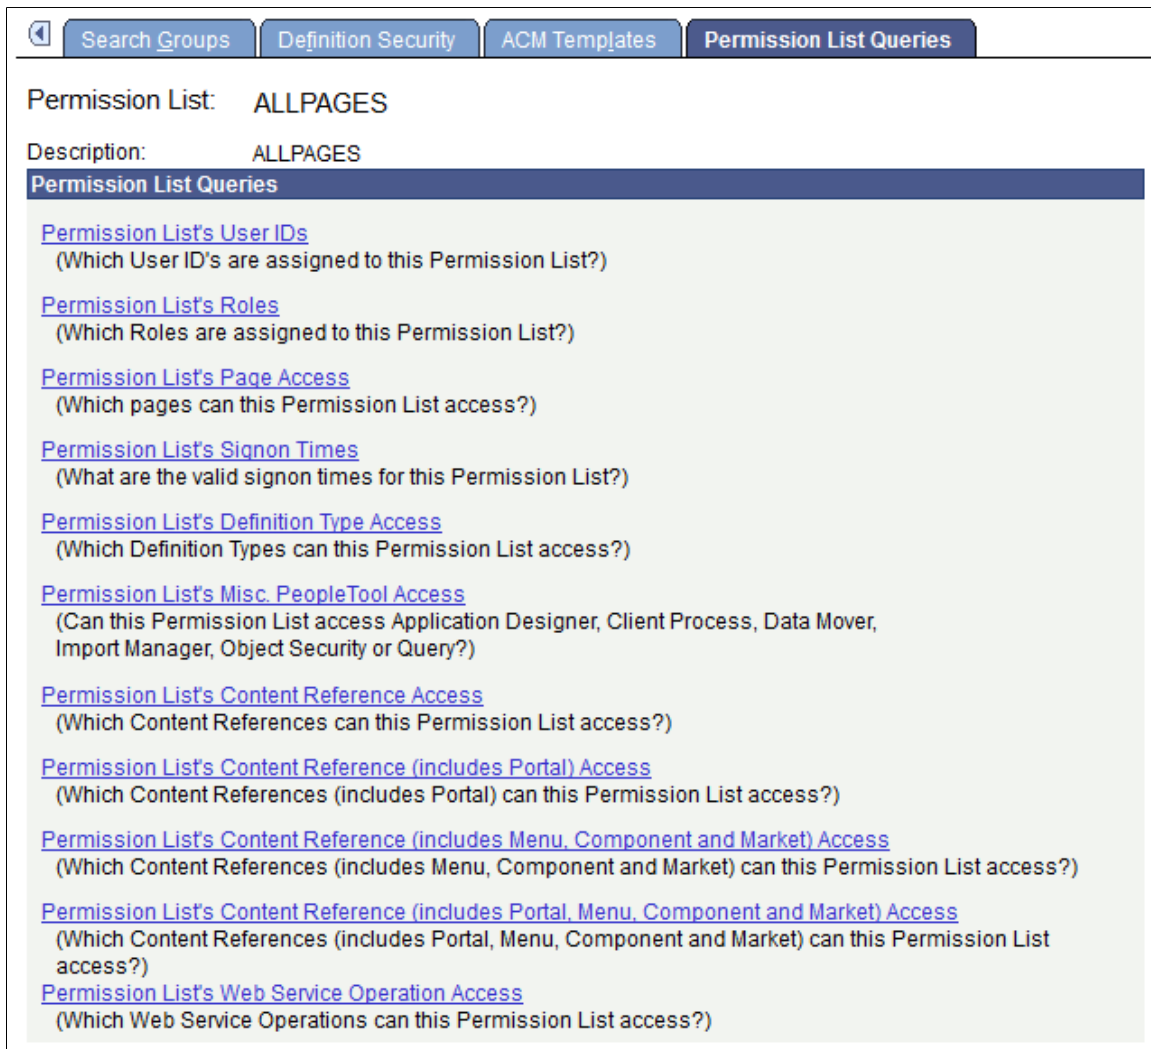 Search Groups Definition Security ACM Templates Permission List Queries
Permission List: ALLPAGES
Description: ALLPAGES
Permission List Queries
Permission List's User IDs
(Which User ID's are assigned to this Permission List?)
Permission List's Roles
(Which Roles are assigned to this Permission List?)
Permission List's Page Access
(Which pages can this Permission List access?)
Permission List's Signon Times
(What are the valid signon times for this Permission List?)
Permission List's Definition Type Access
(Which Definition Types can this Permission List access?)
Permission List's Misc. PeopleTool Access
(Can this Permission List access Application Designer, Client Process, Data Mover,
Import Manager, Object Security or Query?)
Permission List's Content Reference Access
(Which Content References can this Permission List access?)
Permission List's Content Reference (includes Portal) Access
(Which Content References (includes Portal) can this Permission List access?)
Permission List's Content Reference (includes Menu, Component and Market) Access
(Which Content References (includes Menu, Component and Market) can this Permission List access?)
Permission List's Content Reference (includes Portal, Menu, Component and Market) Access
(Which Content References (includes Portal, Menu, Component and Market) can this Permission List
access?)
Permission List's Web Service Operation Access
(Which Web Service Operations can this Permission List access?)